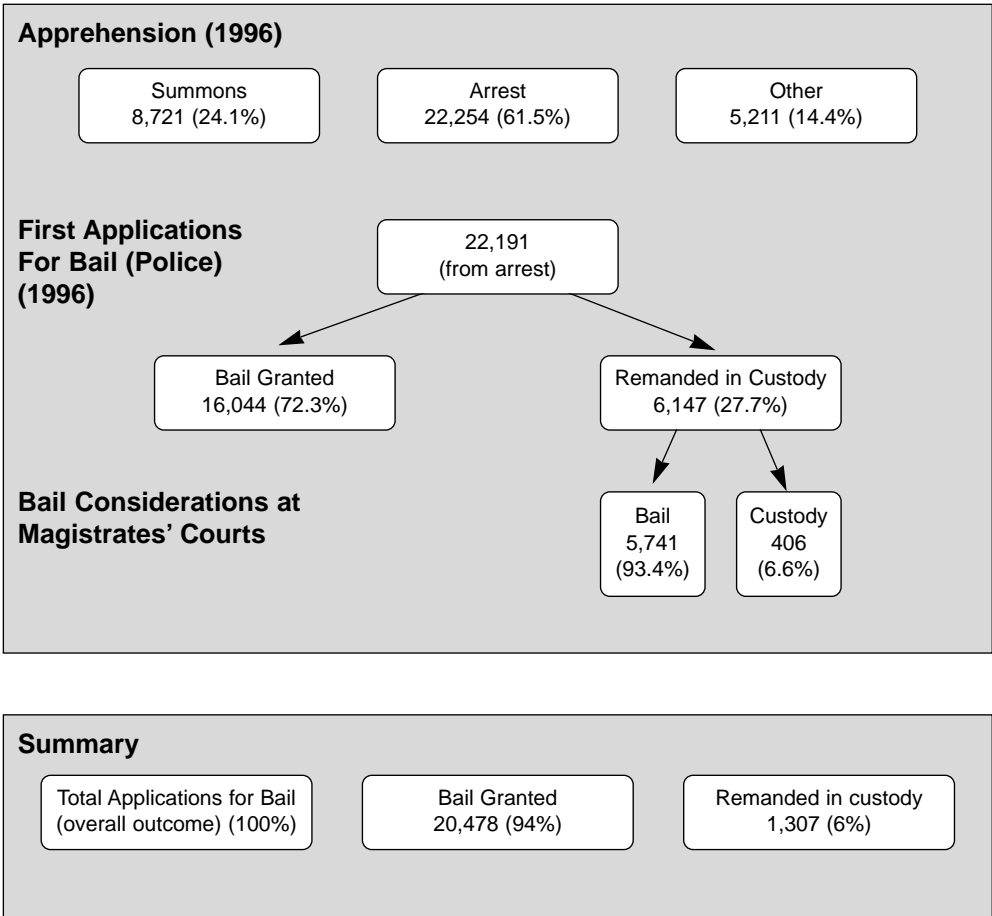 Apprehension (1996)
Summons
8,721 (24.1%)
Arrest
22,254 (61.5%)
Other
5,211 (14.4%)
First Applications
For Bail (Police)
(1996)
22,191
(from arrest)
Bail Granted
16,044 (72.3%)
Remanded in Custody
6,147 (27.7%)
Bail Considerations at
Magistrates’ Courts
Bail
5,741
(93.4%)
Custody
406
(6.6%)
Summary
Total Applications for Bail
(overall outcome) (100%)
Bail Granted
20,478 (94%)
Remanded in custody
1,307 (6%)